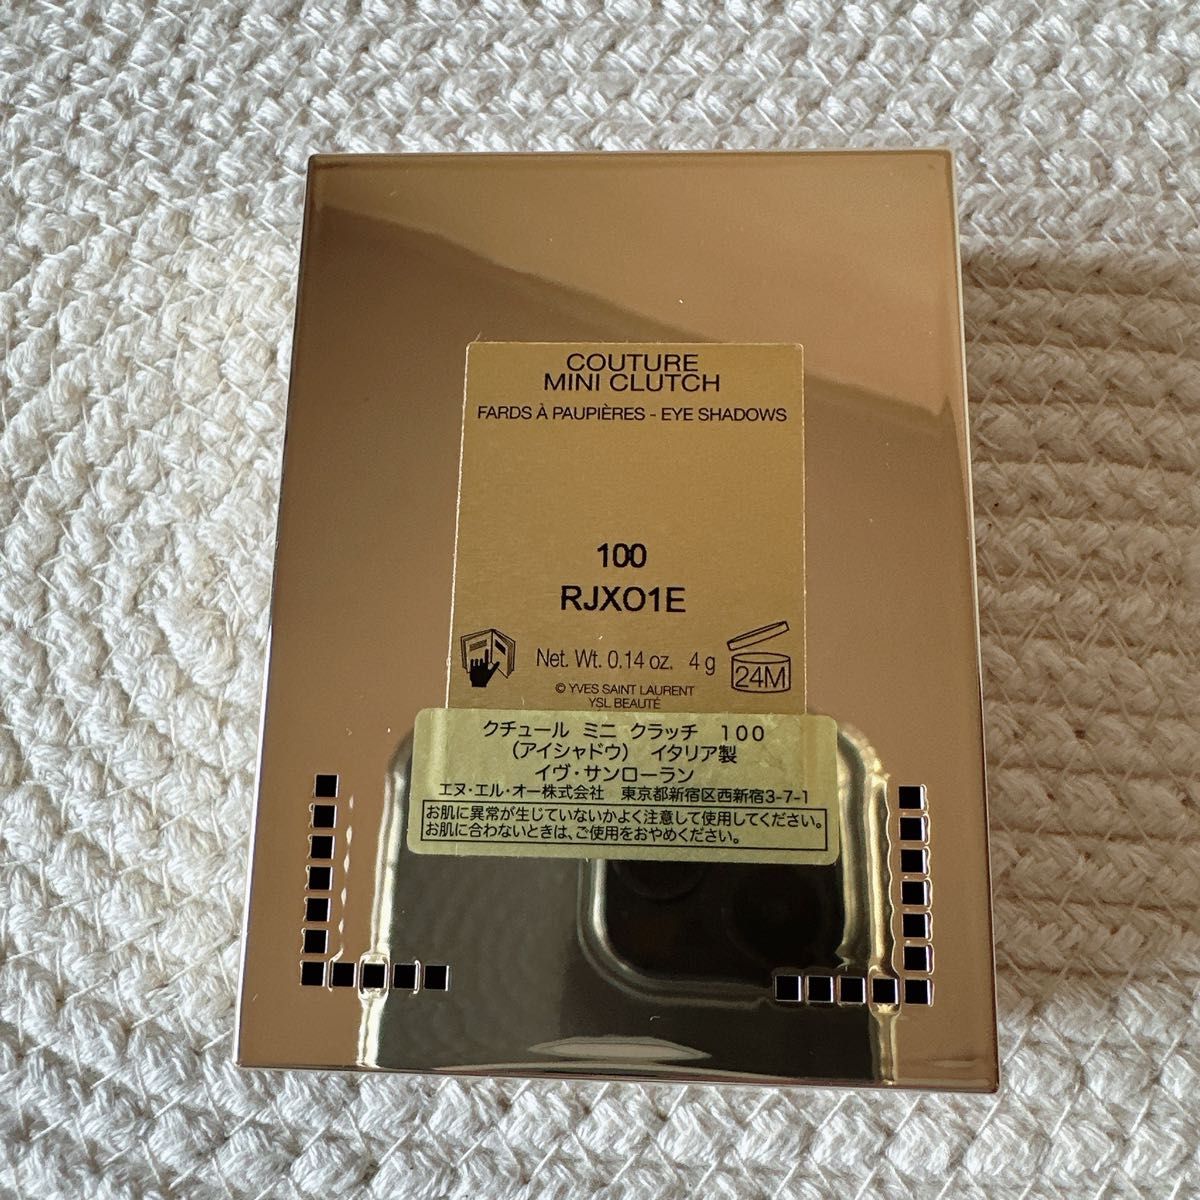 COUTURE
MINI CLUTCH
FARDS À PAUPIÈRES - EYE SHADOWS
100
RJXO1E
Net. Wt. 0.14 oz. 4 g
24M
© YVES SAINT LAURENT
YSL BEAUTÉ
クチュール ミニ クラッチ 100
(アイシャドウ) イタリア製
イヴ・サンローラン
エヌ・エル・オー株式会社 東京都新宿区西新宿3-7-1
お肌に異常が生じていないかよく注意して使用してください。
お肌に合わないときは、ご使用をおやめください。